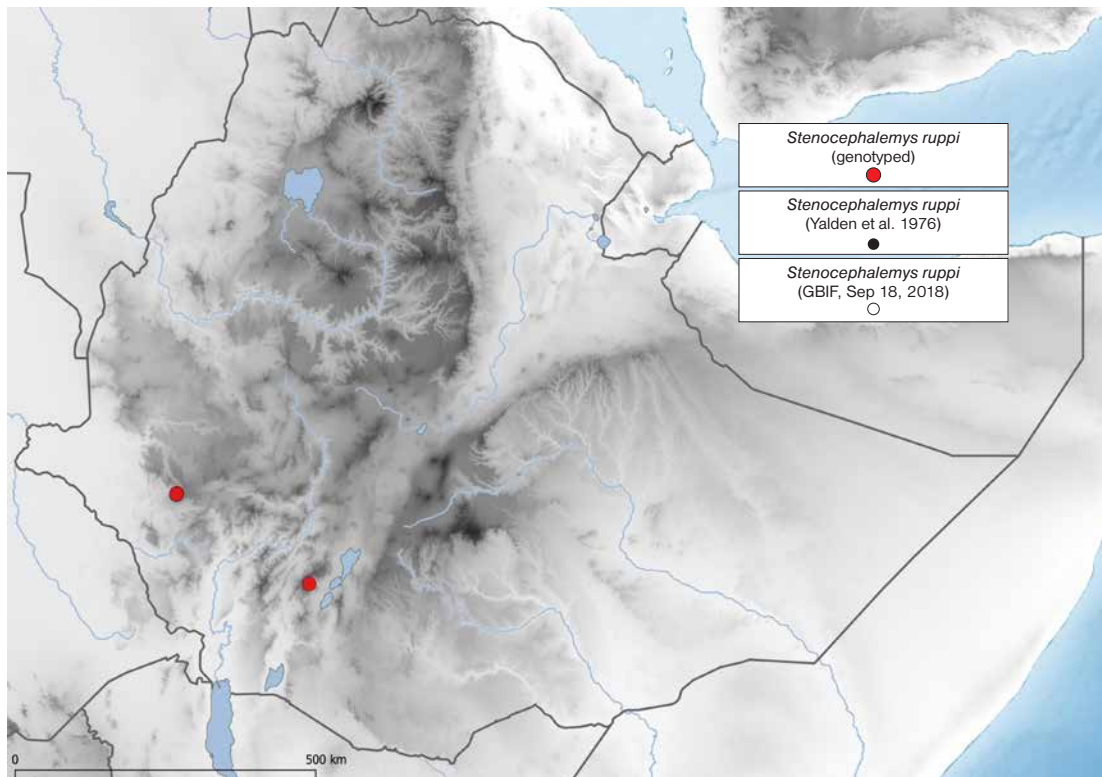 Stenocephalemys ruppi
(genotyped)
Stenocephalemys ruppi
(Yalden et al. 1976)
Stenocephalemys ruppi
(GBIF, Sep 18, 2018)
0
500 km